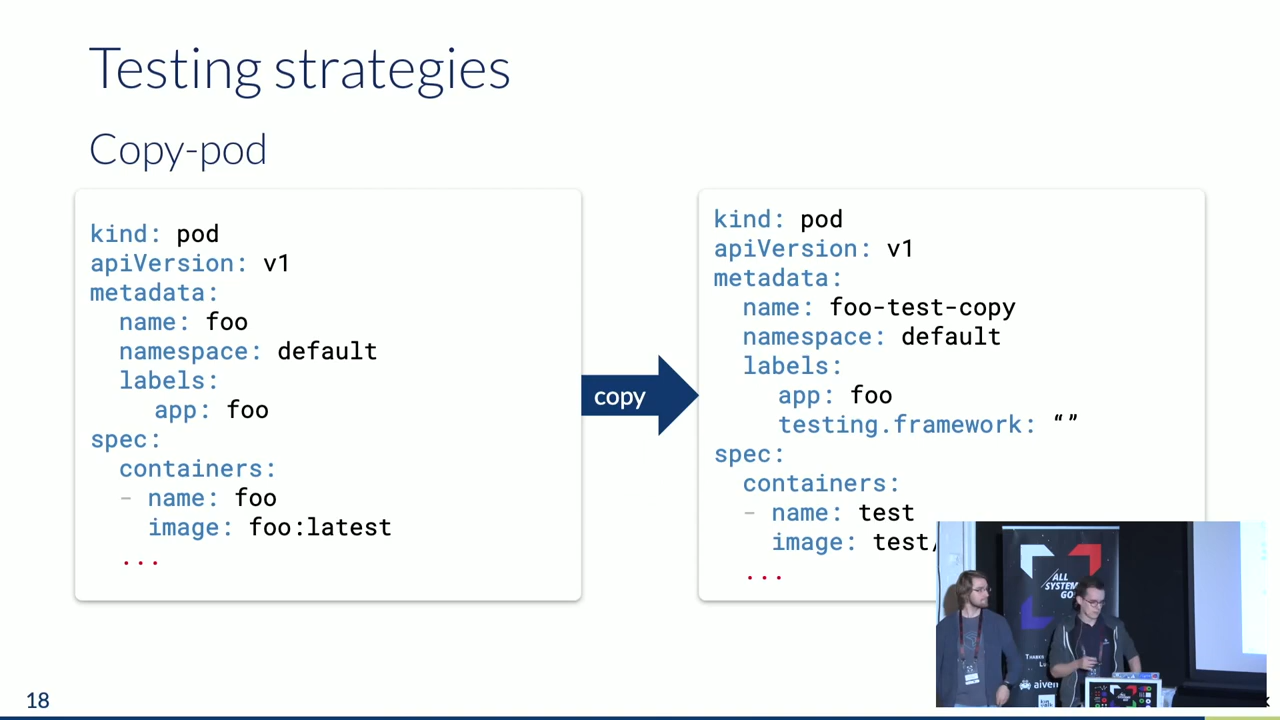 Testing strategies
Copy-pod
kind: pod
apiVersion: v1
metadata:
  name: foo
  namespace: default
  labels:
    app: foo
spec:
  containers:
  - name: foo
    image: foo:latest
  ...
copy
kind: pod
apiVersion: v1
metadata:
  name: foo-test-copy
  namespace: default
  labels:
    app: foo
    testing.framework: “”
spec:
  containers:
  - name: test
    image: test/
  ...
ALL
SYSTEMS
GO
aiven
18